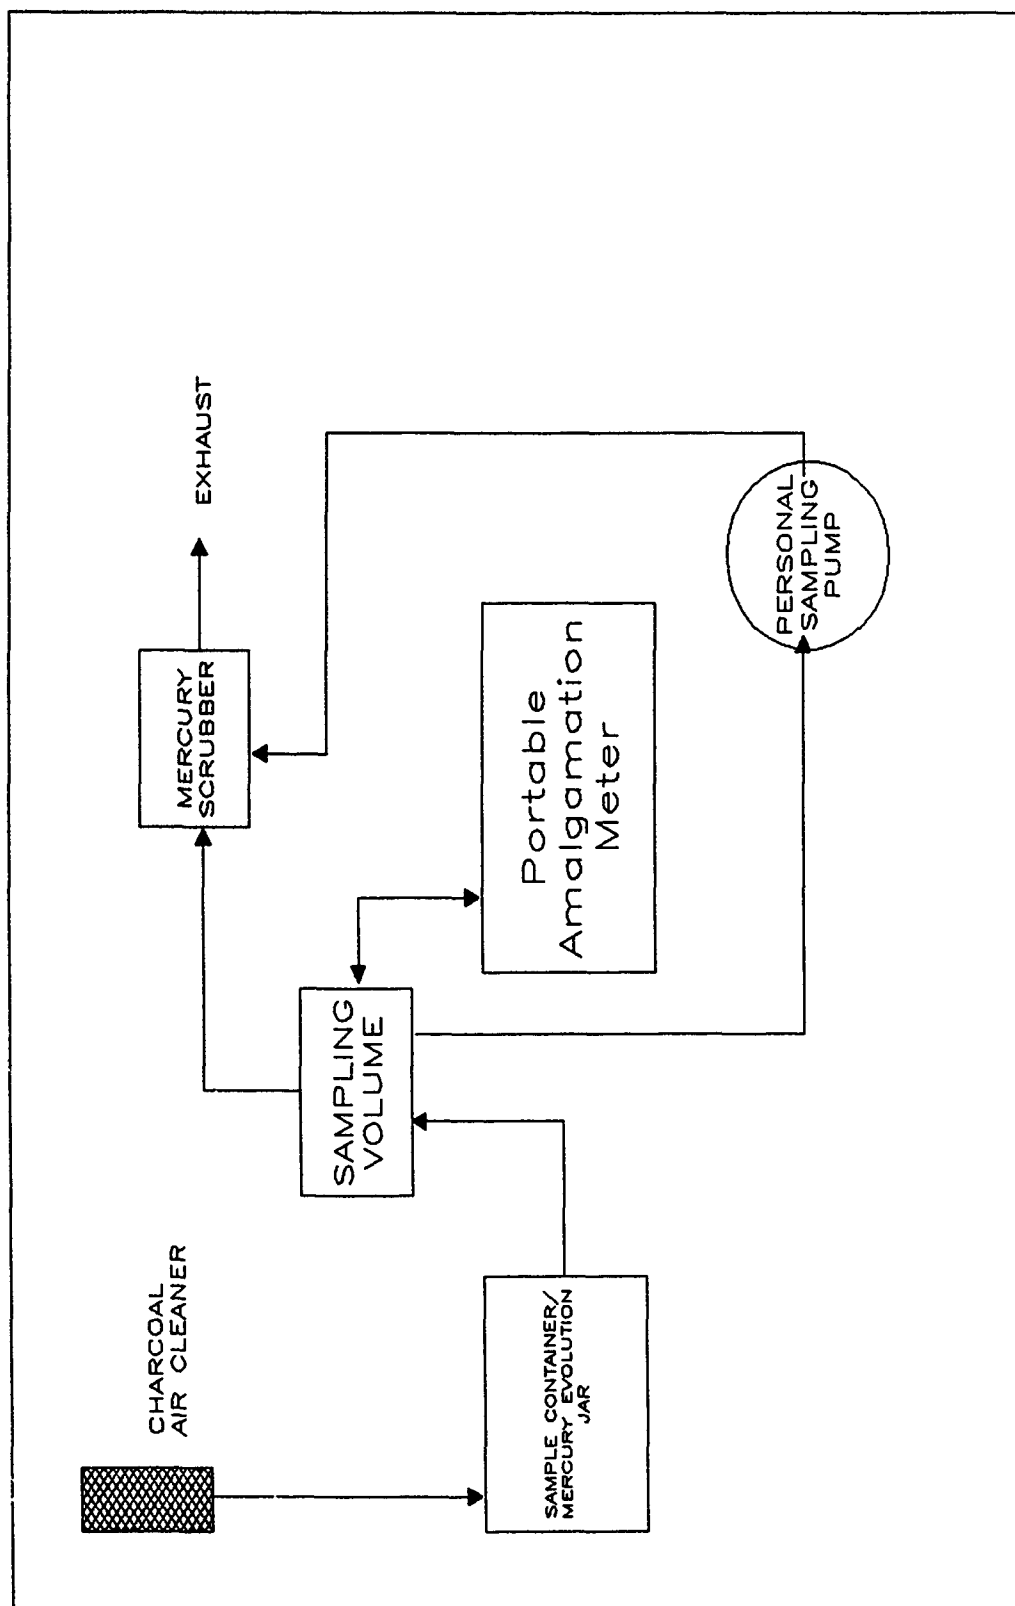 CHARCOAL
AIR CLEANER
SAMPLE CONTAINER/
MERCURY EVOLUTION
JAR
SAMPLING
VOLUME
MERCURY
SCRUBBER
EXHAUST
Portable
Amalgamation
Meter
PERSONAL
SAMPLING
PUMP